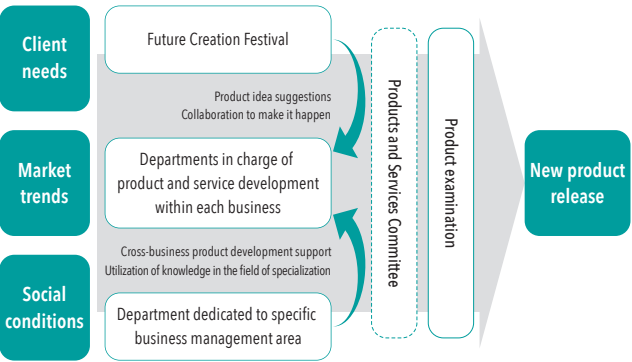 Client
needs
Future Creation Festival
Product idea suggestions
Collaboration to make it happen
Market
trends
Departments in charge of
product and service development
within each business
Cross-business product development support
Utilization of knowledge in the field of specialization
Social
conditions
Department dedicated to specific
business management area
Products and Services Committee
Product examination
New product
release